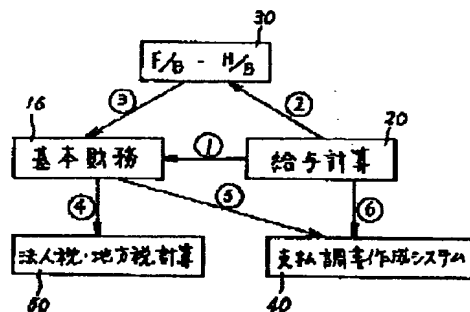 30
F/B - H/B
③
②
16
20
基本財務
①
給与計算
④
⑤
⑥
法人税・地方税計算
支払調書作成システム
50
40